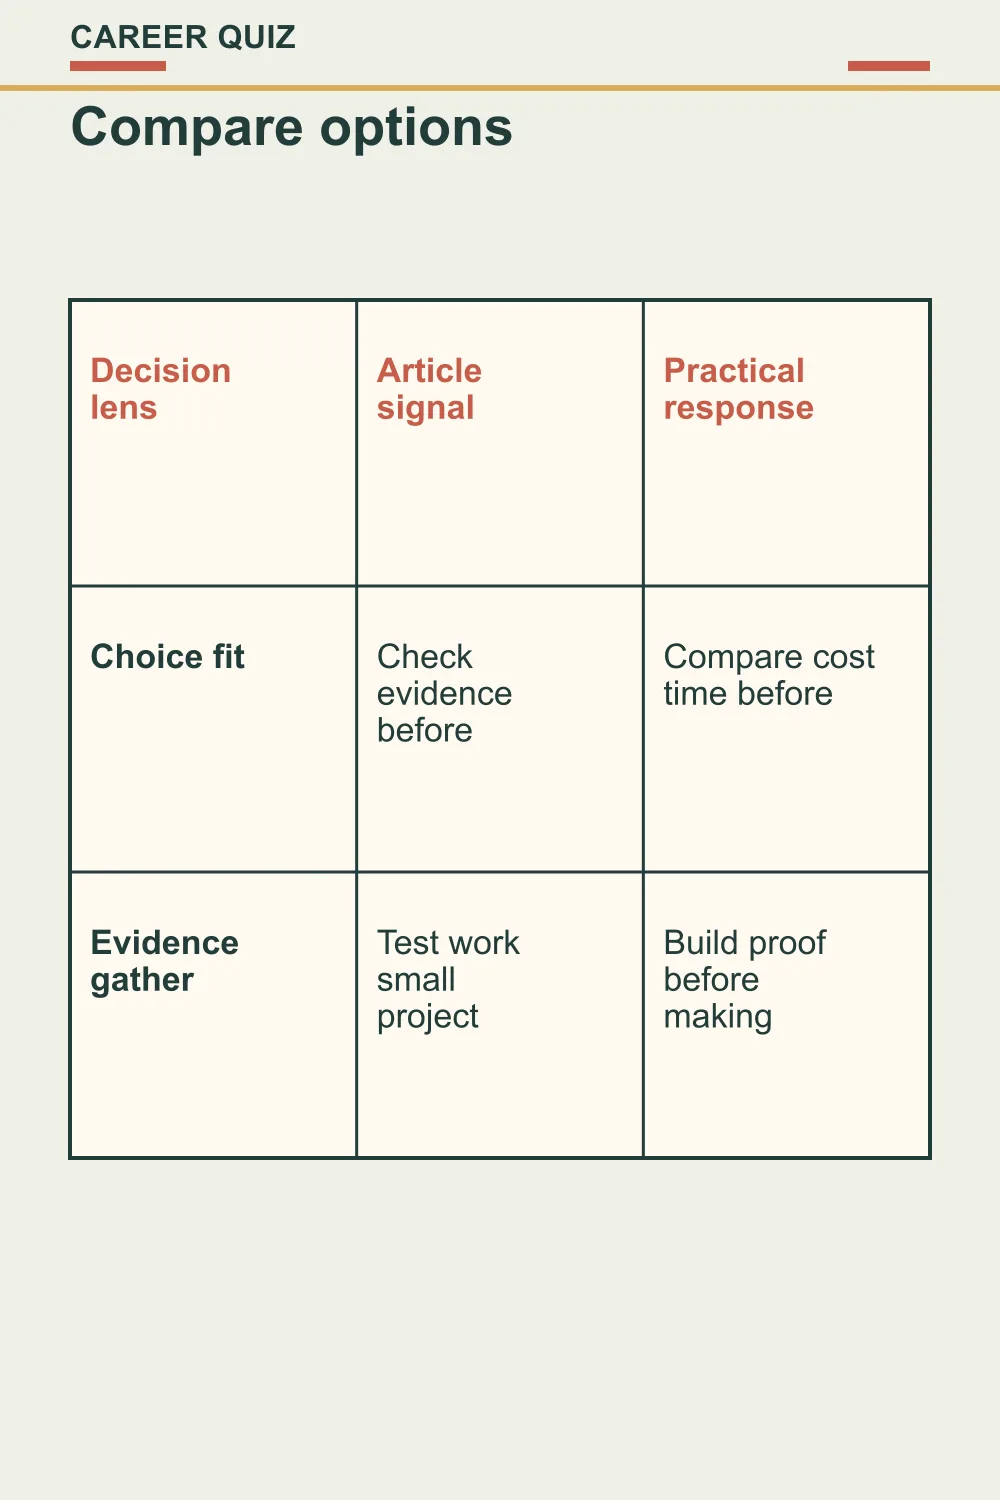 CAREER QUIZ
Compare options
Decision
lens
Article
signal
Practical
response
Choice fit
Check
evidence
before
Compare cost
time before
Evidence
gather
Test work
small
project
Build proof
before
making